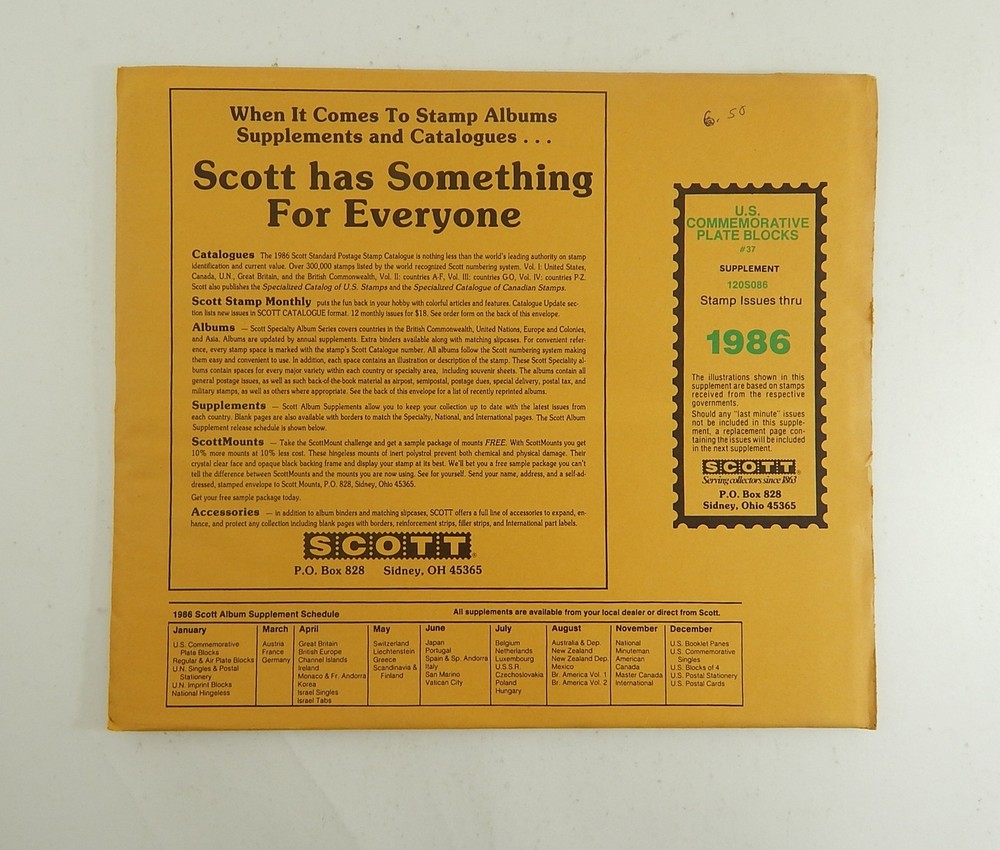 When It Comes To Stamp Albums
Supplements and Catalogues . . .
Scott has Something
For Everyone
Catalogues The 1986 Scott Standard Postage Stamp Catalogue is nothing less than the world's leading authority on stamp
identification and current value. Over 300,000 stamps listed by the world recognized Scott numbering system. Vol. I: United States,
Canada, U.N., Great Britain, and the British Commonwealth, Vol. II: countries A-F, Vol. III: countries G-O, Vol. IV: countries P-Z.
Scott also publishes the Specialized Catalog of U.S. Stamps and the Specialized Catalogue of Canadian Stamps.
Scott Stamp Monthly puts the fun back in your hobby with colorful articles and features. Catalogue Update sec-
tion lists new issues in SCOTT CATALOGUE format. 12 monthly issues for $18. See order form on the back of this envelope.
Albums — Scott Specialty Album Series covers countries in the British Commonwealth, United Nations, Europe and Colonies,
and Asia. Albums are updated by annual supplements. Extra binders available along with matching slipcases. For convenient refer-
ence, every stamp space is marked with the stamp's Scott Catalogue number. All albums follow the Scott numbering system making
them easy and convenient to use. In addition, each space contains an illustration or description of the stamp. These Scott Specialty al-
bums contain spaces for every major variety within each country or specialty area, including souvenir sheets. The albums contain all
general postage issues, as well as such back-of-the-book material as airpost, semipostal, postage dues, special delivery, postal tax, and
military stamps, as well as others where appropriate. See the back of this envelope for a list of recently reprinted albums.
Supplements — Scott Album Supplements allow you to keep your collection up to date with the latest issues from
each country. Blank pages are also available with borders to match the Specialty, National, and International pages. The Scott Album
Supplement release schedule is shown below.
ScottMounts — Take the ScottMount challenge and get a sample package of mounts FREE. With ScottMounts you get
10% more mounts at 10% less cost. These hingeless mounts of inert polystrol prevent both chemical and physical damage. Their
crystal clear face and opaque black backing frame and display your stamp at its best. We'll bet you a free sample package you can't
tell the difference between ScottMounts and the mounts you are now using. See for yourself. Send your name, address, and a self-ad-
dressed, stamped envelope to Scott Mounts, P.O. 828, Sidney, Ohio 45365.
Get your free sample package today.
Accessories — in addition to album binders and matching slipcases, SCOTT offers a full line of accessories to expand, en-
hance, and protect any collection including blank pages with borders, reinforcement strips, filler strips, and International part labels.
SCOTT®
P.O. Box 828 Sidney, OH 45365
6.50
U.S.
COMMEMORATIVE
PLATE BLOCKS
#37
SUPPLEMENT
120S086
Stamp Issues thru
1986
The illustrations shown in this
supplement are based on stamps
received from the respective
governments.
Should any "last minute" issues
not be included in this supple-
ment, a replacement page con-
taining the issues will be included
in the next supplement.
SCOTT®
Serving collectors since 1863
P.O. Box 828
Sidney, Ohio 45365
1986 Scott Album Supplement Schedule All supplements are available from your local dealer or direct from Scott.
January
U.S. Commemorative
Plate Blocks
Regular & Air Plate Blocks
U.N. Singles & Postal
Stationery
U.N. Imprint Blocks
National Hingeless
March
Austria
France
Germany
April
Great Britain
British Europe
Channel Islands
Ireland
Monaco & Fr. Andorra
Korea
Israel Singles
Israel Tabs
May
Switzerland
Liechtenstein
Greece
Scandinavia &
Finland
June
Japan
Portugal
Spain & Sp. Andorra
Italy
San Marino
Vatican City
July
Belgium
Netherlands
Luxembourg
U.S.S.R.
Czechoslovakia
Poland
Hungary
August
Australia & Dep.
New Zealand
New Zealand Dep.
Mexico
Br. America Vol. 1
Br. America Vol. 2
November
National
Minuteman
American
Canada
Master Canada
International
December
U.S. Booklet Panes
U.S. Commemorative
Singles
U.S. Blocks of 4
U.S. Postal Stationery
U.S. Postal Cards